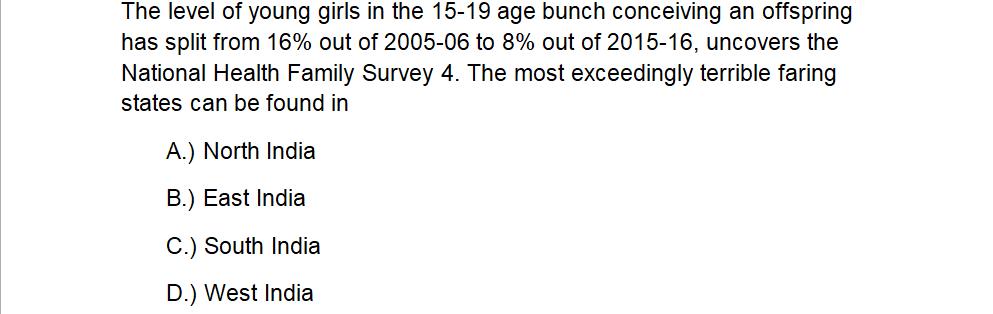 The level of young girls in the 15-19 age bunch conceiving an offspring
has split from 16% out of 2005-06 to 8% out of 2015-16, uncovers the
National Health Family Survey 4. The most exceedingly terrible faring
states can be found in
A.) North India
B.) East India
C.) South India
D.) West India